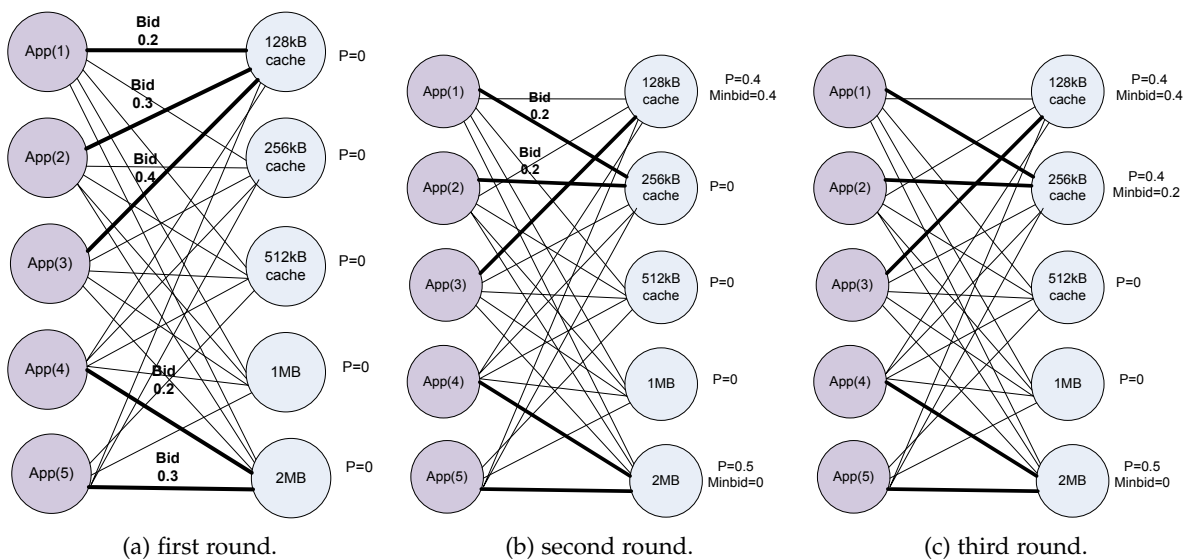 Bid
0.2
App(1)
128kB
cache
P=0
Bid
0.3
App(2)
256kB
cache
P=0
Bid
0.4
App(3)
512kB
cache
P=0
App(4)
Bid
0.2
1MB
P=0
App(5)
Bid
0.3
2MB
P=0
(a) first round.
App(1)
128kB
cache
P=0.4
Minbid=0.4
Bid
0.2
App(2)
Bid
0.2
256kB
cache
P=0
App(3)
512kB
cache
P=0
App(4)
1MB
P=0
App(5)
2MB
P=0.5
Minbid=0
(b) second round.
App(1)
128kB
cache
P=0.4
Minbid=0.4
App(2)
256kB
cache
P=0.4
Minbid=0.2
App(3)
512kB
cache
P=0
App(4)
1MB
P=0
App(5)
2MB
P=0.5
Minbid=0
(c) third round.